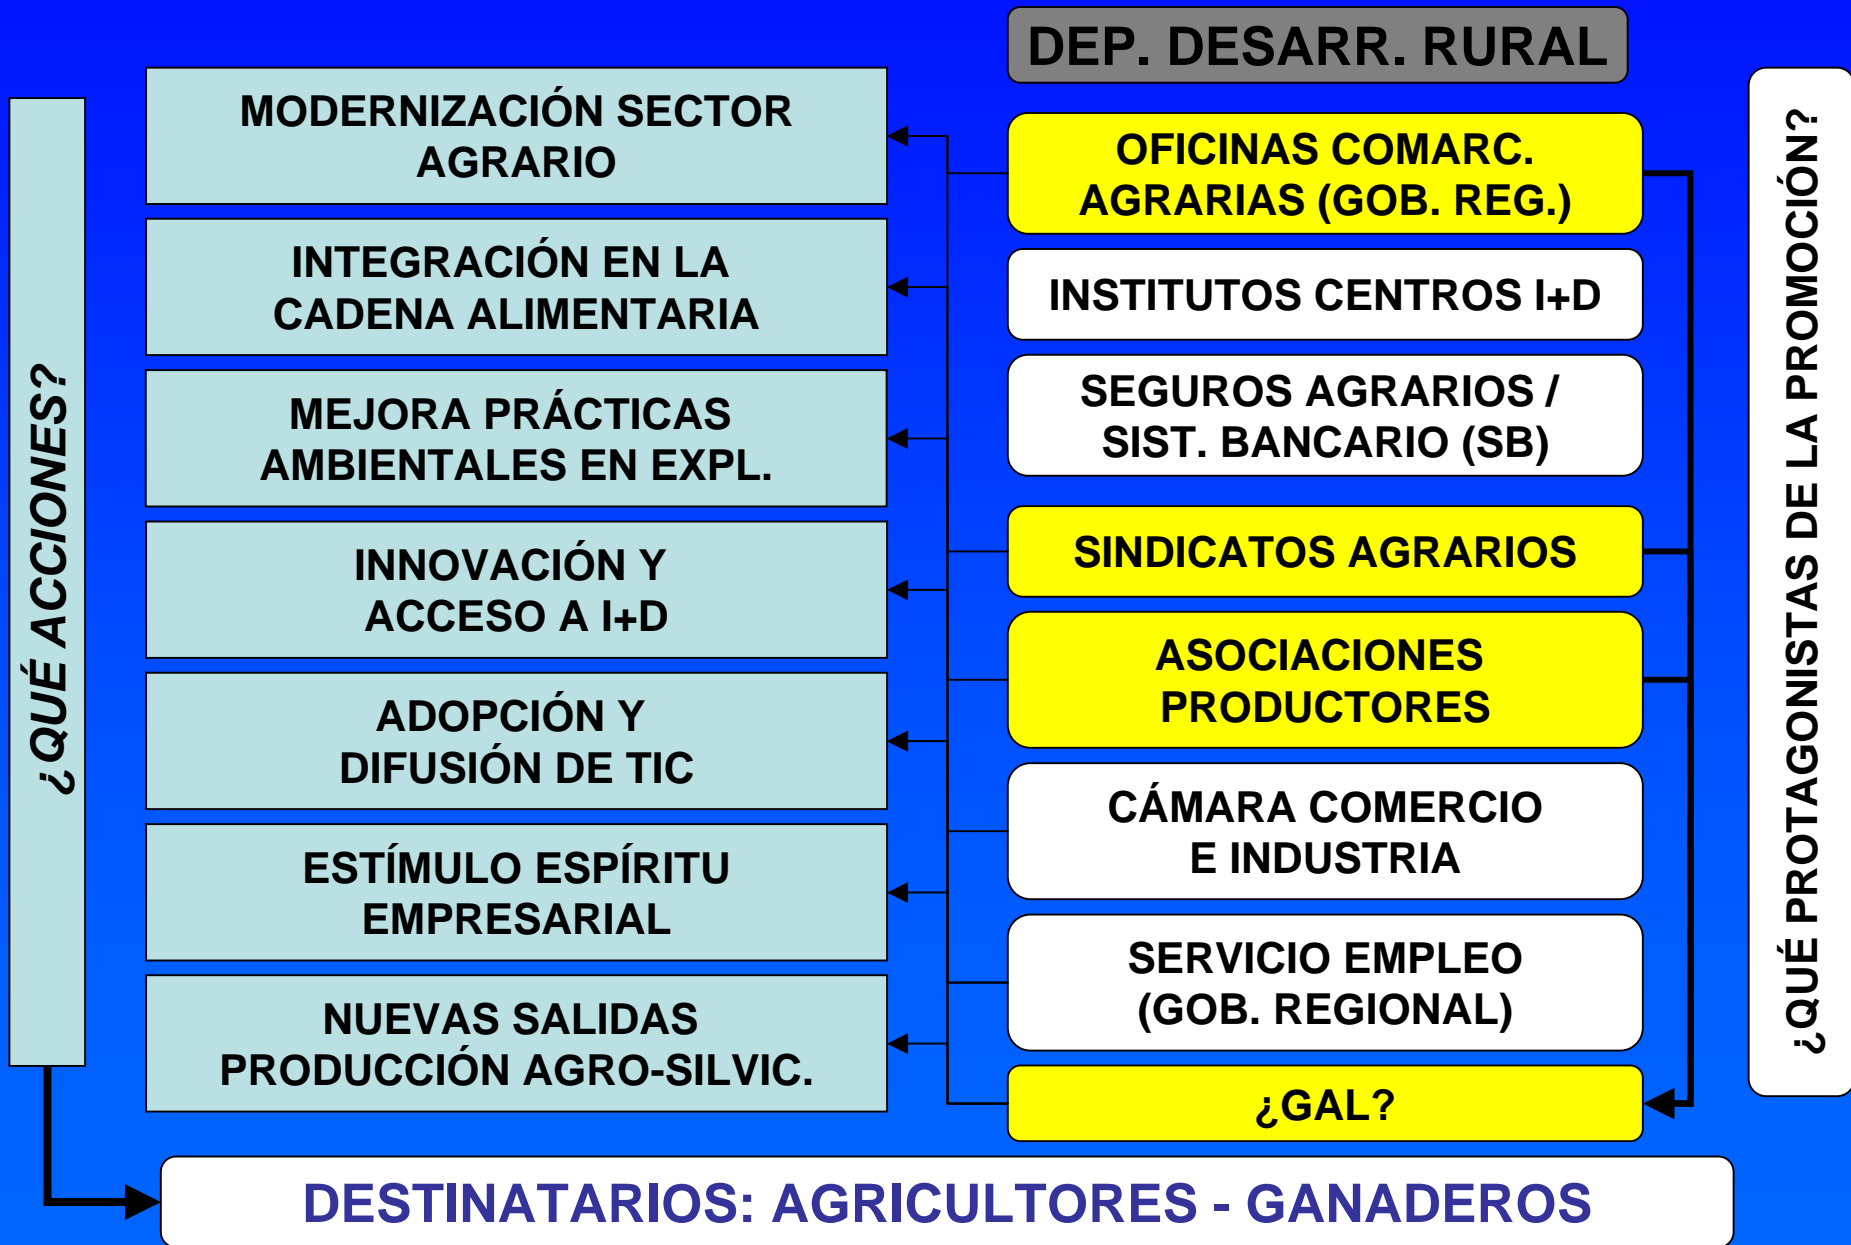 ¿QUÉ ACCIONES?
MODERNIZACIÓN SECTOR
AGRARIO
INTEGRACIÓN EN LA
CADENA ALIMENTARIA
MEJORA PRÁCTICAS
AMBIENTALES EN EXPL.
INNOVACIÓN Y
ACCESO A I+D
ADOPCIÓN Y
DIFUSIÓN DE TIC
ESTÍMULO ESPÍRITU
EMPRESARIAL
NUEVAS SALIDAS
PRODUCCIÓN AGRO-SILVIC.
DEP. DESARR. RURAL
OFICINAS COMARC.
AGRARIAS (GOB. REG.)
INSTITUTOS CENTROS I+D
SEGUROS AGRARIOS /
SIST. BANCARIO (SB)
SINDICATOS AGRARIOS
ASOCIACIONES
PRODUCTORES
CÁMARA COMERCIO
E INDUSTRIA
SERVICIO EMPLEO
(GOB. REGIONAL)
¿GAL?
¿QUÉ PROTAGONISTAS DE LA PROMOCIÓN?
DESTINATARIOS: AGRICULTORES - GANADEROS